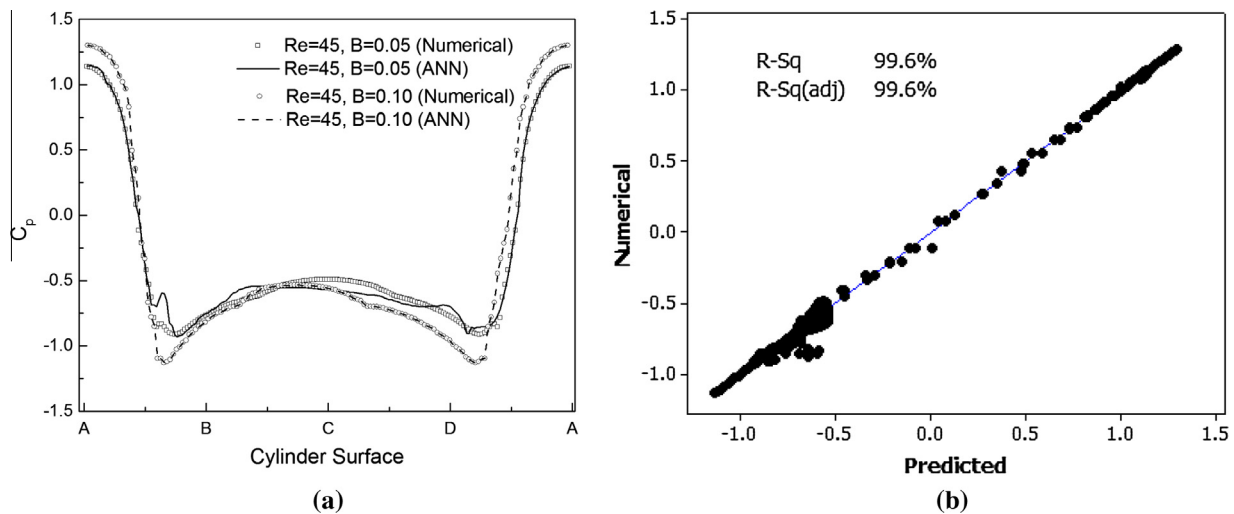 1.5
1.0
0.5
0.0
-0.5
-1.0
-1.5
Cp
Re=45, B=0.05 (Numerical)
Re=45, B=0.05 (ANN)
Re=45, B=0.10 (Numerical)
Re=45, B=0.10 (ANN)
A B C D A
Cylinder Surface
(a)
1.5
1.0
0.5
0.0
-0.5
-1.0
Numerical
R-Sq 99.6%
R-Sq(adj) 99.6%
-1.0 -0.5 0.0 0.5 1.0 1.5
Predicted
(b)